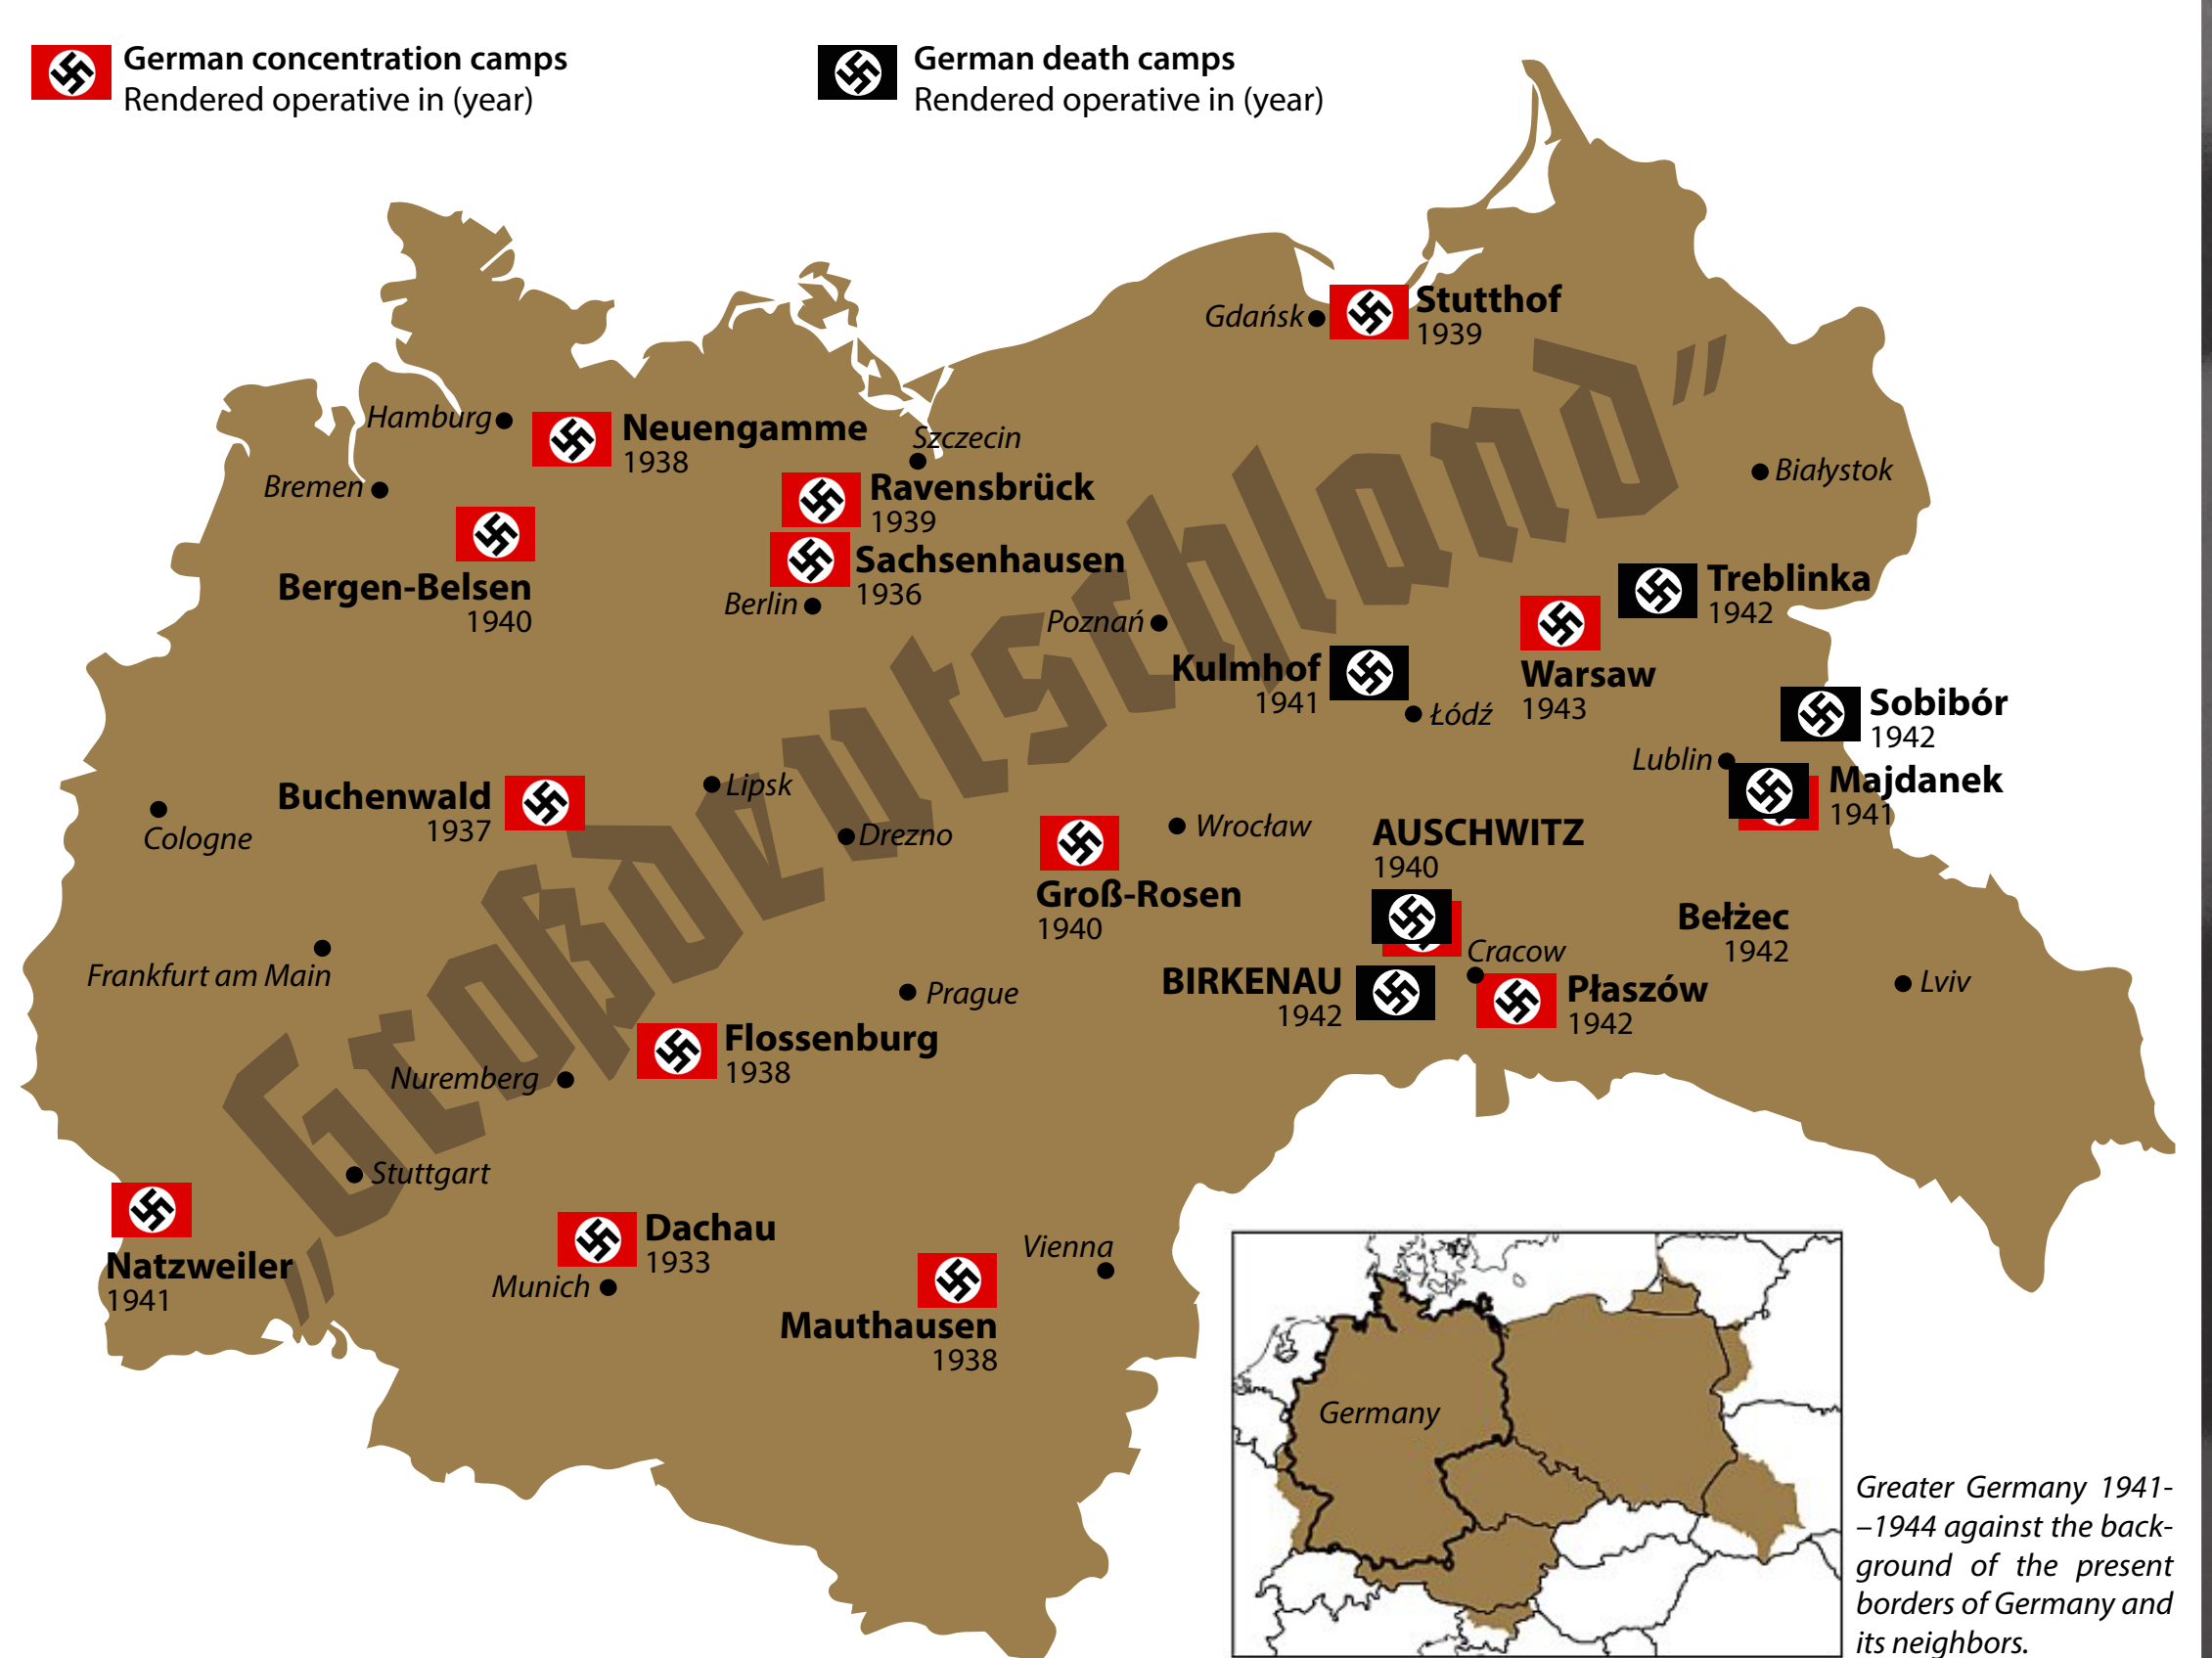 German concentration camps
Rendered operative in (year)
German death camps
Rendered operative in (year)
Gdańsk
Stutthof
1939
Hamburg
Neuengamme
1938
Szczecin
Bremen
Ravensbrück
1939
Białystok
Sachsenhausen
1936
Bergen-Belsen
1940
Berlin
Poznań
Treblinka
1942
Kulmhof
1941
Warsaw
1943
Łódź
Sobibór
1942
Lublin
Majdanek
1941
Buchenwald
1937
Lipsk
Cologne
Drezno
Wrocław
AUSCHWITZ
1940
Groß-Rosen
1940
Bełżec
1942
Frankfurt am Main
Cracow
BIRKENAU
1942
Płaszów
1942
Lviv
Prague
Flossenburg
1938
Nuremberg
„Großdeutschland”
Stuttgart
Natzweiler
1941
Dachau
1933
Munich
Vienna
Mauthausen
1938
Germany
Greater Germany 1941-
–1944 against the back-
ground of the present
borders of Germany and
its neighbors.